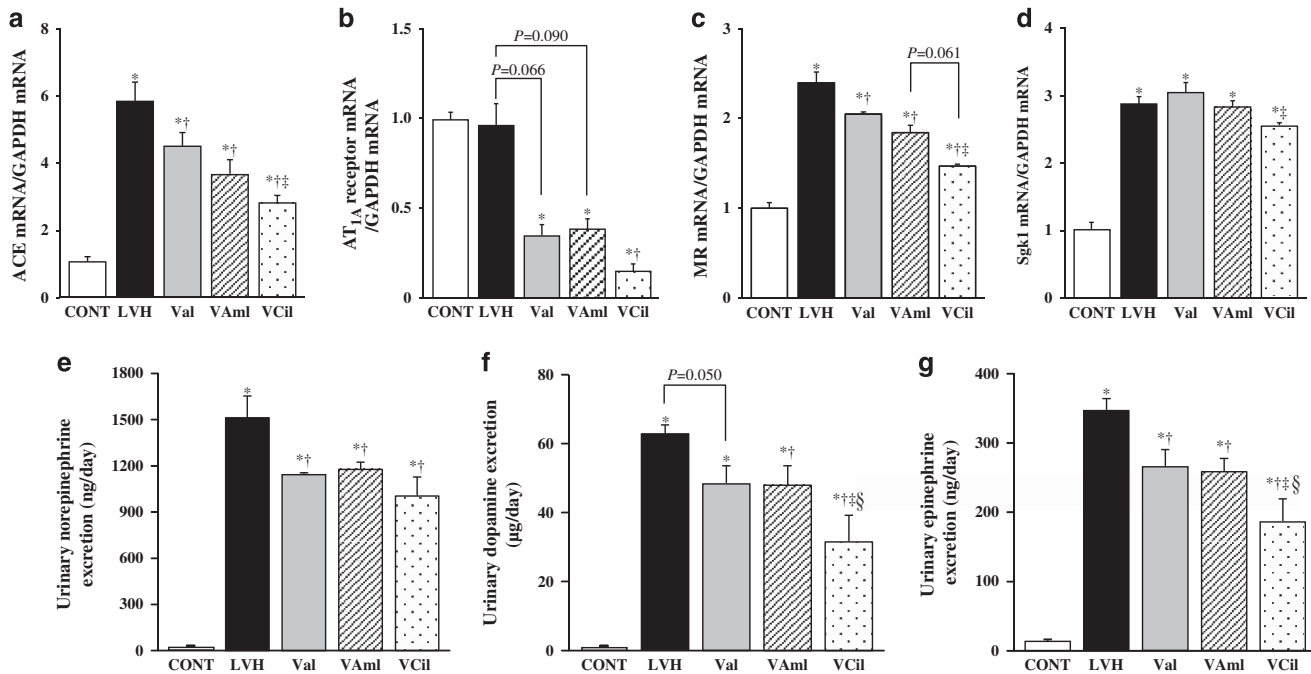 a
ACE mRNA/GAPDH mRNA
8
6
4
2
0
*
*†
*†
*†‡
CONT LVH Val VAml VCil
b
AT1A receptor mRNA
/GAPDH mRNA
1.5
1.0
0.5
0
P=0.090
P=0.066
*
*
*†
CONT LVH Val VAml VCil
c
MR mRNA/GAPDH mRNA
3
2
1
0
P=0.061
*
*†
*†
*†‡
CONT LVH Val VAml VCil
d
Sgk1 mRNA/GAPDH mRNA
4
3
2
1
0
*
*
*
*‡
CONT LVH Val VAml VCil
e
Urinary norepinephrine
excretion (ng/day)
1800
1500
1200
900
600
300
0
*
*†
*†
*†
CONT LVH Val VAml VCil
f
Urinary dopamine excretion
(µg/day)
80
60
40
20
0
P=0.050
*
*
*†
*†‡§
CONT LVH Val VAml VCil
g
Urinary epinephrine
excretion (ng/day)
400
300
200
100
0
*
*†
*†
*†‡§
CONT LVH Val VAml VCil